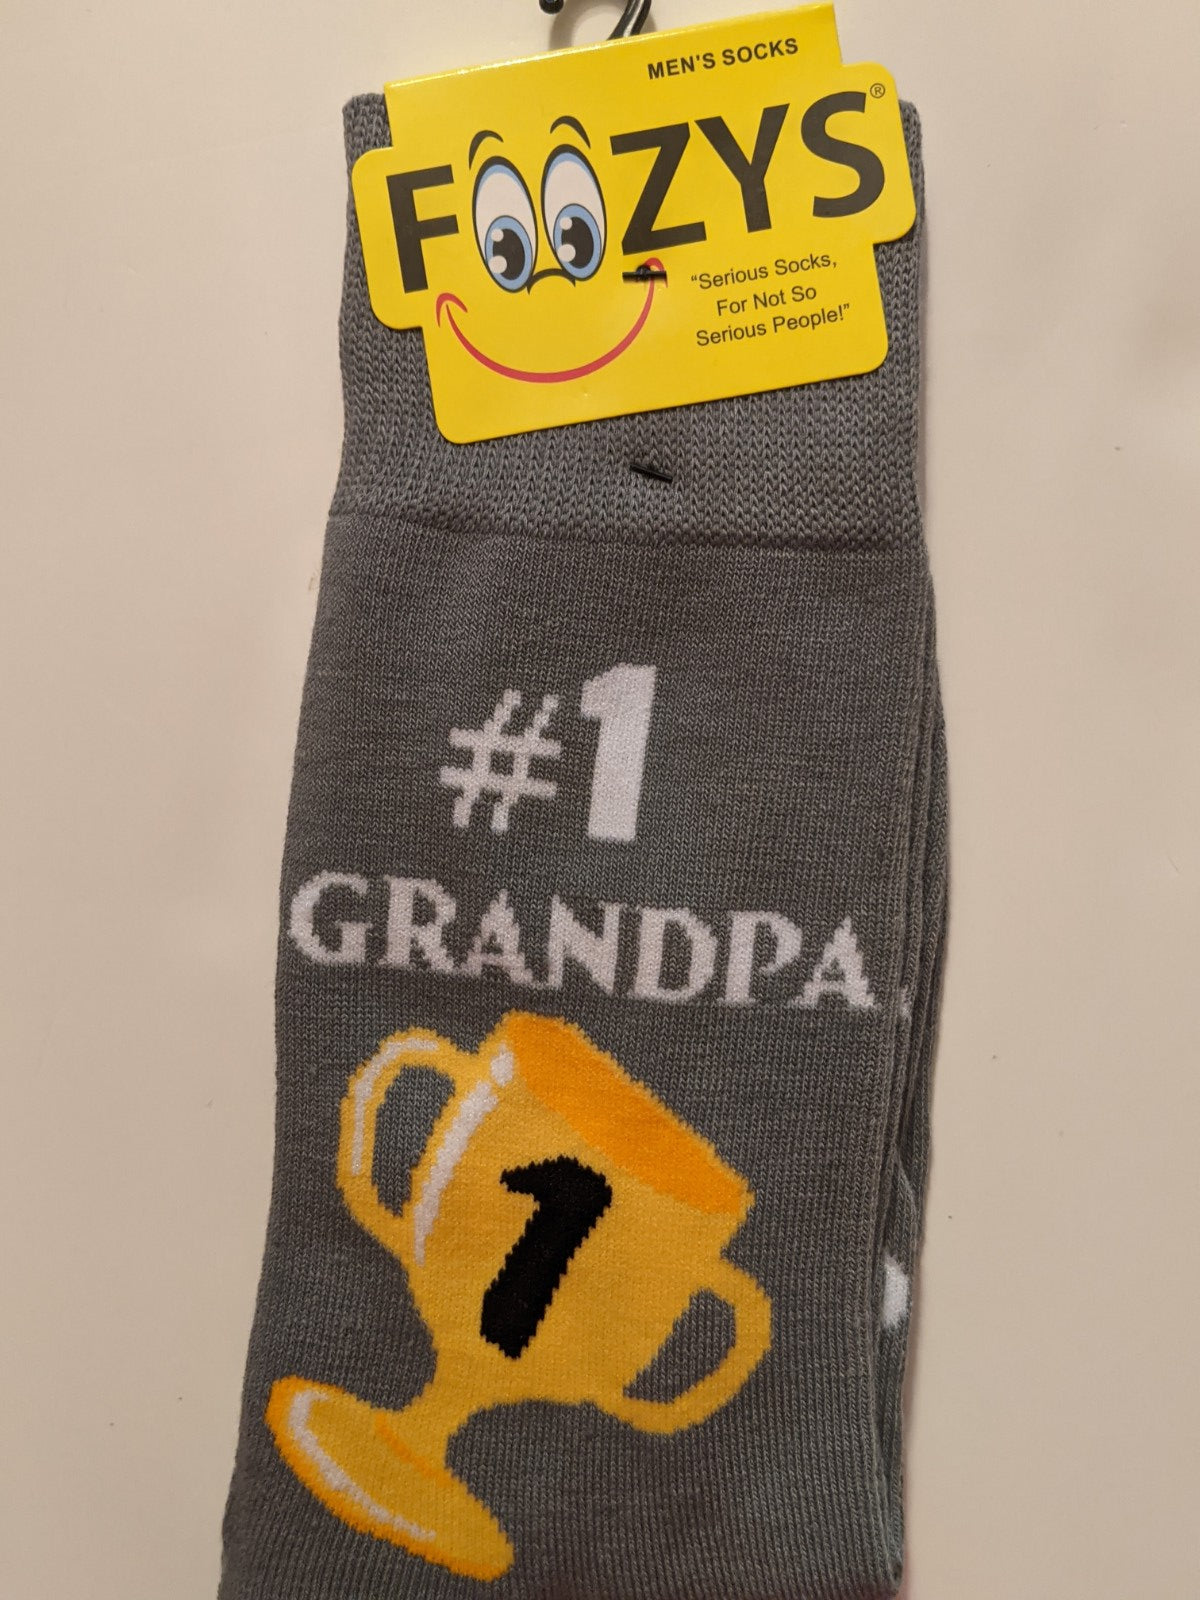 MEN'S SOCKS
FOOZYS®
“Serious Socks,
For Not So
Serious People!”
#1
GRANDPA
1